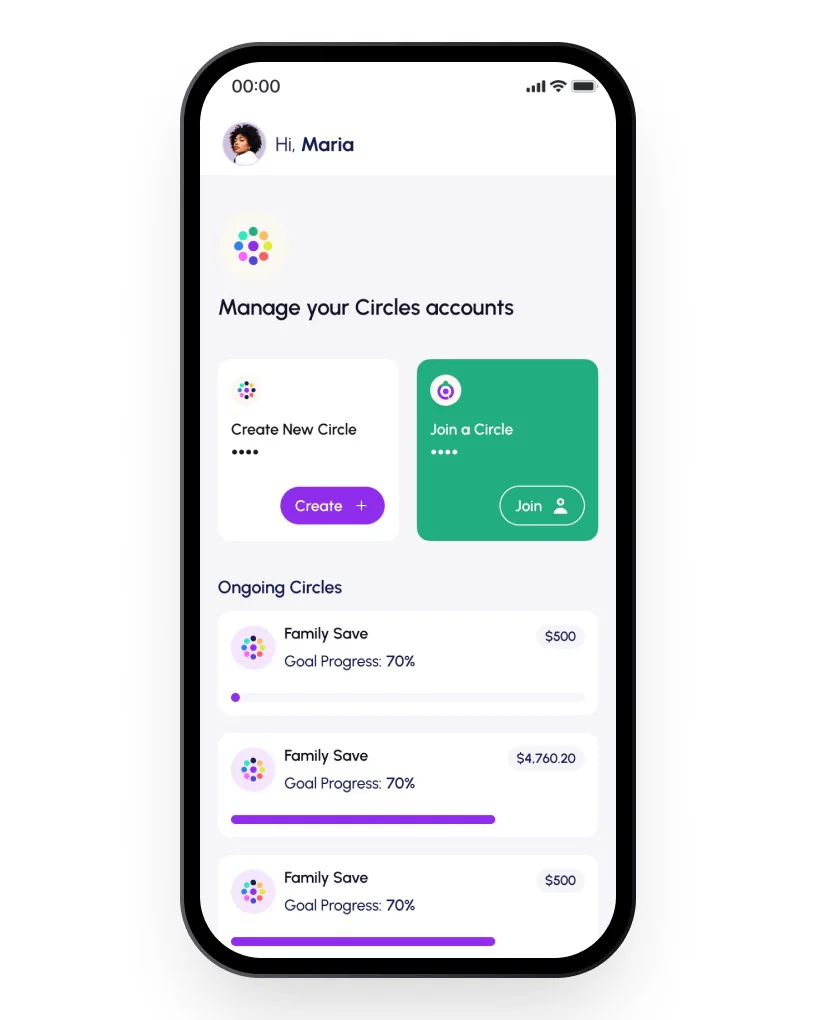 00:00
Hi, Maria
Manage your Circles accounts
Create New Circle
••••
Create +
Join a Circle
••••
Join
Ongoing Circles
Family Save
$500
Goal Progress: 70%
Family Save
$4,760.20
Goal Progress: 70%
Family Save
$500
Goal Progress: 70%